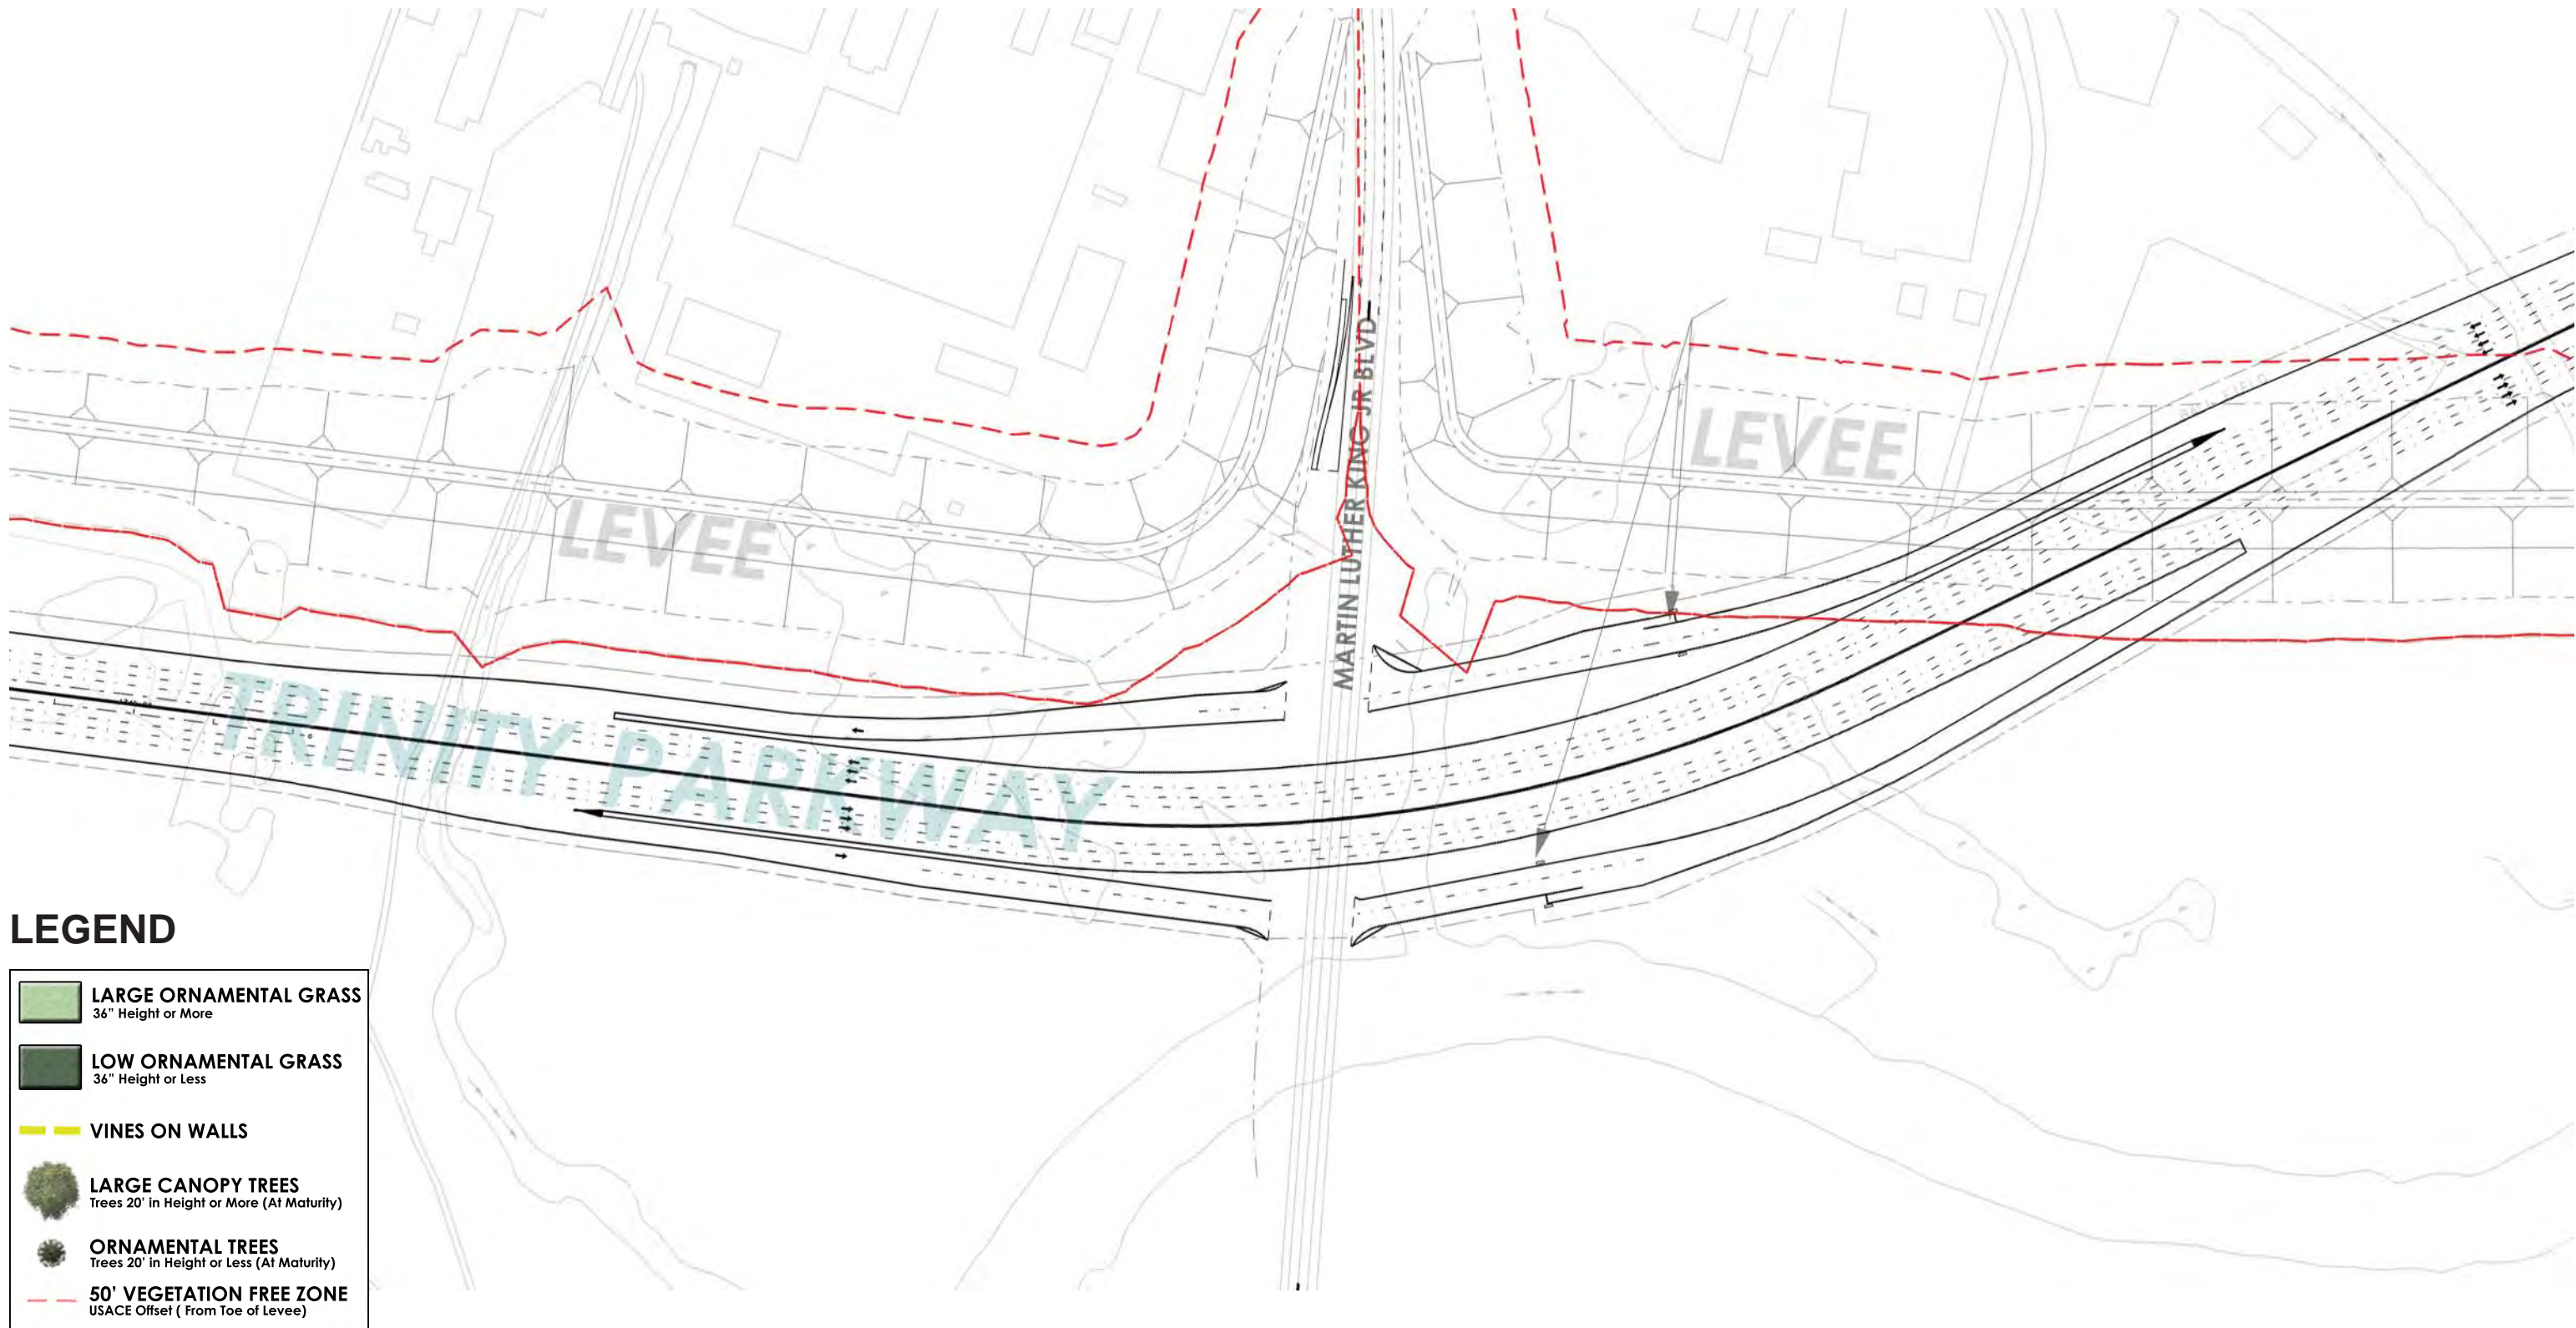 MARTIN LUTHER KING JR BLVD
LEVEE
LEVEE
TRINITY PARKWAY
LEGEND
LARGE ORNAMENTAL GRASS
36" Height or More
LOW ORNAMENTAL GRASS
36" Height or Less
VINES ON WALLS
LARGE CANOPY TREES
Trees 20' in Height or More (At Maturity)
ORNAMENTAL TREES
Trees 20' in Height or Less (At Maturity)
50' VEGETATION FREE ZONE
USACE Offset ( From Toe of Levee)